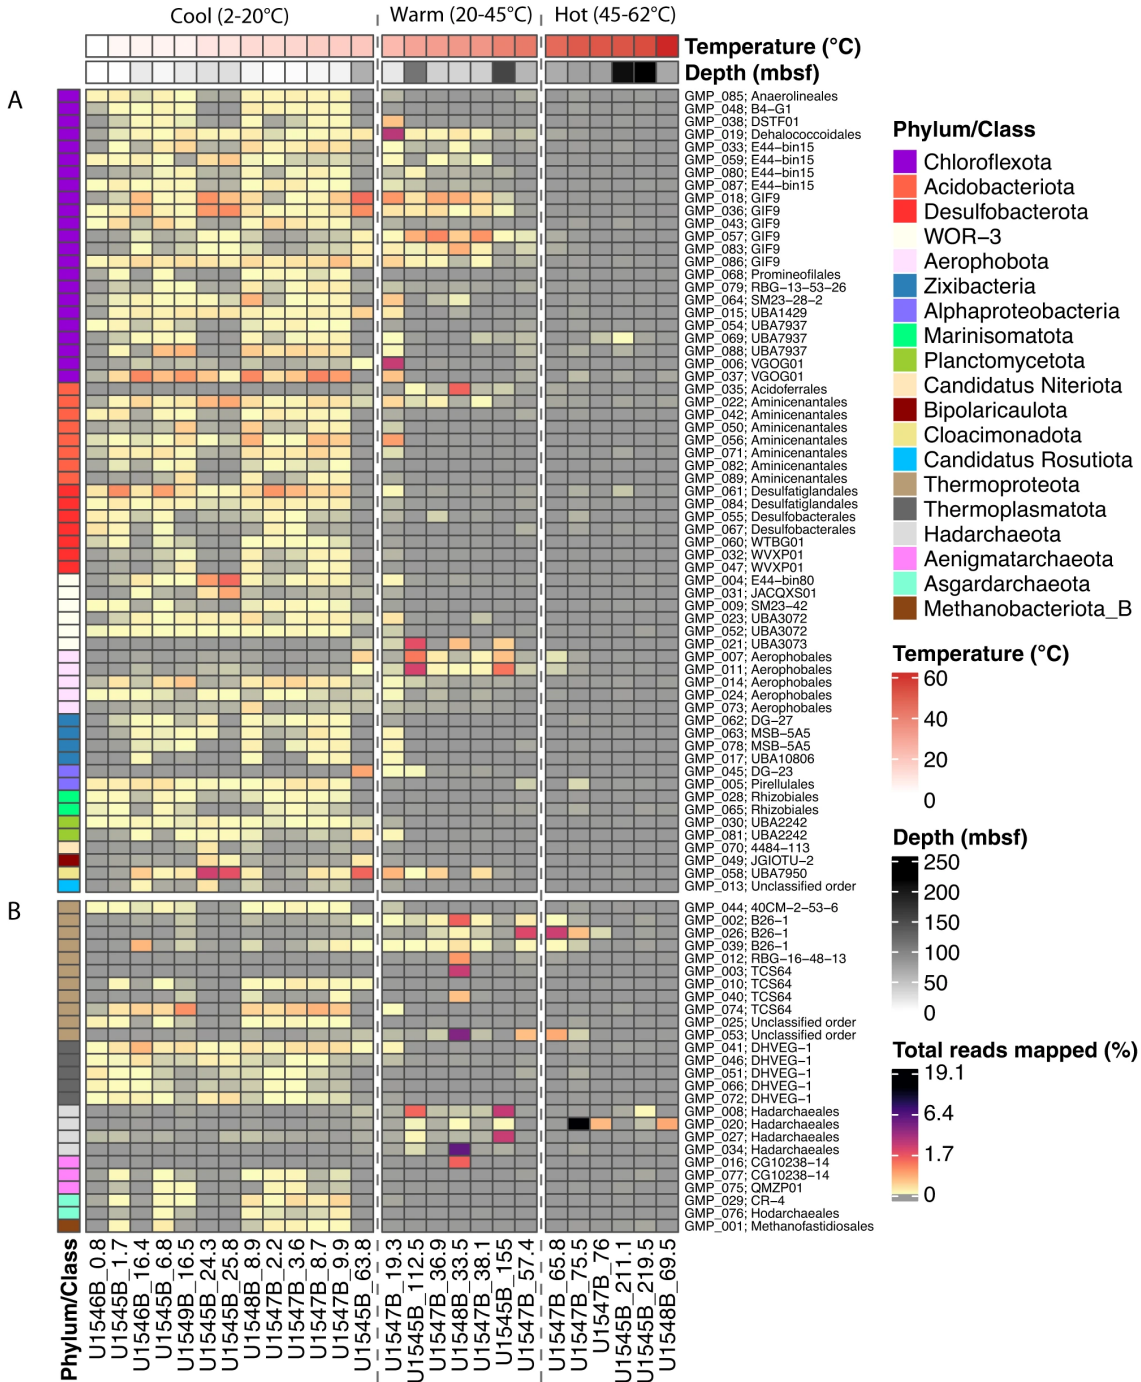 Cool (2-20°C)
Warm (20-45°C)
Hot (45-62°C)
Temperature (°C)
Depth (mbsf)
A
GMP_085; Anaerolineales
GMP_048; B4−G1
GMP_038; DSTF01
GMP_019; Dehalococcoidales
GMP_033; E44−bin15
GMP_059; E44−bin15
GMP_080; E44−bin15
GMP_087; E44−bin15
GMP_018; GIF9
GMP_036; GIF9
GMP_043; GIF9
GMP_057; GIF9
GMP_083; GIF9
GMP_086; GIF9
GMP_068; Promineofilales
GMP_079; RBG−13−53−26
GMP_064; SM23−28−2
GMP_015; UBA1429
GMP_054; UBA7937
GMP_069; UBA7937
GMP_088; UBA7937
GMP_006; VGOG01
GMP_037; VGOG01
GMP_035; Acidoferrales
GMP_022; Aminicenantales
GMP_042; Aminicenantales
GMP_050; Aminicenantales
GMP_056; Aminicenantales
GMP_071; Aminicenantales
GMP_082; Aminicenantales
GMP_089; Aminicenantales
GMP_061; Desulfatiglandales
GMP_084; Desulfatiglandales
GMP_055; Desulfobacterales
GMP_067; Desulfobacterales
GMP_060; WTBG01
GMP_032; WVXP01
GMP_047; WVXP01
GMP_004; E44−bin80
GMP_031; JACQXS01
GMP_009; SM23−42
GMP_023; UBA3072
GMP_052; UBA3072
GMP_021; UBA3073
GMP_007; Aerophobales
GMP_011; Aerophobales
GMP_014; Aerophobales
GMP_024; Aerophobales
GMP_073; Aerophobales
GMP_062; DG−27
GMP_063; MSB−5A5
GMP_078; MSB−5A5
GMP_017; UBA10806
GMP_045; DG−23
GMP_005; Pirellulales
GMP_028; Rhizobiales
GMP_065; Rhizobiales
GMP_030; UBA2242
GMP_081; UBA2242
GMP_070; 4484−113
GMP_049; JGIOTU−2
GMP_058; UBA7950
GMP_013; Unclassified order
B
GMP_044; 40CM−2−53−6
GMP_002; B26−1
GMP_026; B26−1
GMP_039; B26−1
GMP_012; RBG−16−48−13
GMP_003; TCS64
GMP_010; TCS64
GMP_040; TCS64
GMP_074; TCS64
GMP_025; Unclassified order
GMP_053; Unclassified order
GMP_041; DHVEG−1
GMP_046; DHVEG−1
GMP_051; DHVEG−1
GMP_066; DHVEG−1
GMP_072; DHVEG−1
GMP_008; Hadarchaeales
GMP_020; Hadarchaeales
GMP_027; Hadarchaeales
GMP_034; Hadarchaeales
GMP_016; CG10238−14
GMP_077; CG10238−14
GMP_075; QMZP01
GMP_029; CR−4
GMP_076; Hodarchaeales
GMP_001; Methanofastidiosales
Phylum/Class
U1546B_0.8
U1545B_1.7
U1546B_16.4
U1545B_6.8
U1549B_16.5
U1545B_24.3
U1545B_25.8
U1548B_8.9
U1547B_2.2
U1547B_3.6
U1547B_8.7
U1547B_9.9
U1545B_63.8
U1547B_19.3
U1545B_112.5
U1547B_36.9
U1548B_33.5
U1547B_38.1
U1545B_155
U1547B_57.4
U1547B_65.8
U1547B_75.5
U1547B_76
U1545B_211.1
U1545B_219.5
U1548B_69.5
Phylum/Class
Chloroflexota
Acidobacteriota
Desulfobacterota
WOR−3
Aerophobota
Zixibacteria
Alphaproteobacteria
Marinisomatota
Planctomycetota
Candidatus Niteriota
Bipolaricaulota
Cloacimonadota
Candidatus Rosutiota
Thermoproteota
Thermoplasmatota
Hadarchaeota
Aenigmatarchaeota
Asgardarchaeota
Methanobacteriota_B
Temperature (°C)
60
40
20
0
Depth (mbsf)
250
200
150
100
50
0
Total reads mapped (%)
19.1
6.4
1.7
0